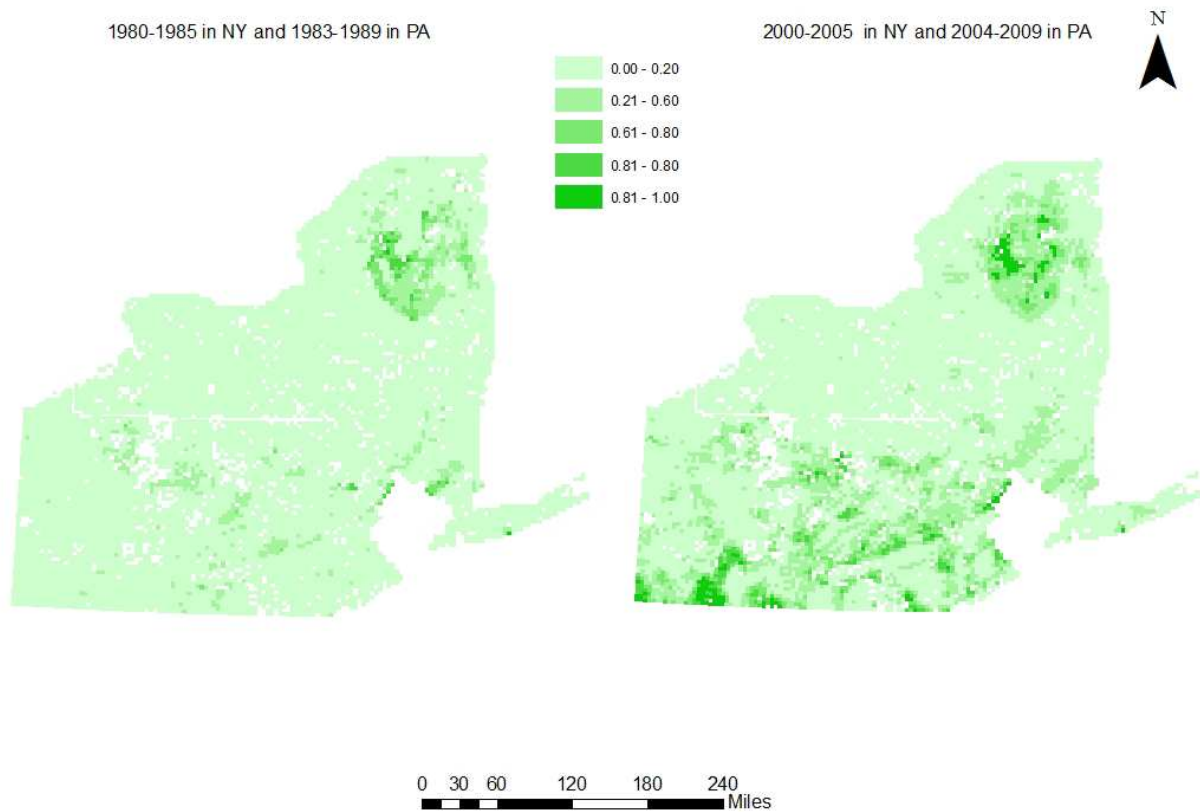 1980-1985 in NY and 1983-1989 in PA
2000-2005 in NY and 2004-2009 in PA
N
0.00 - 0.20
0.21 - 0.60
0.61 - 0.80
0.81 - 0.80
0.81 - 1.00
0 30 60 120 180 240
Miles